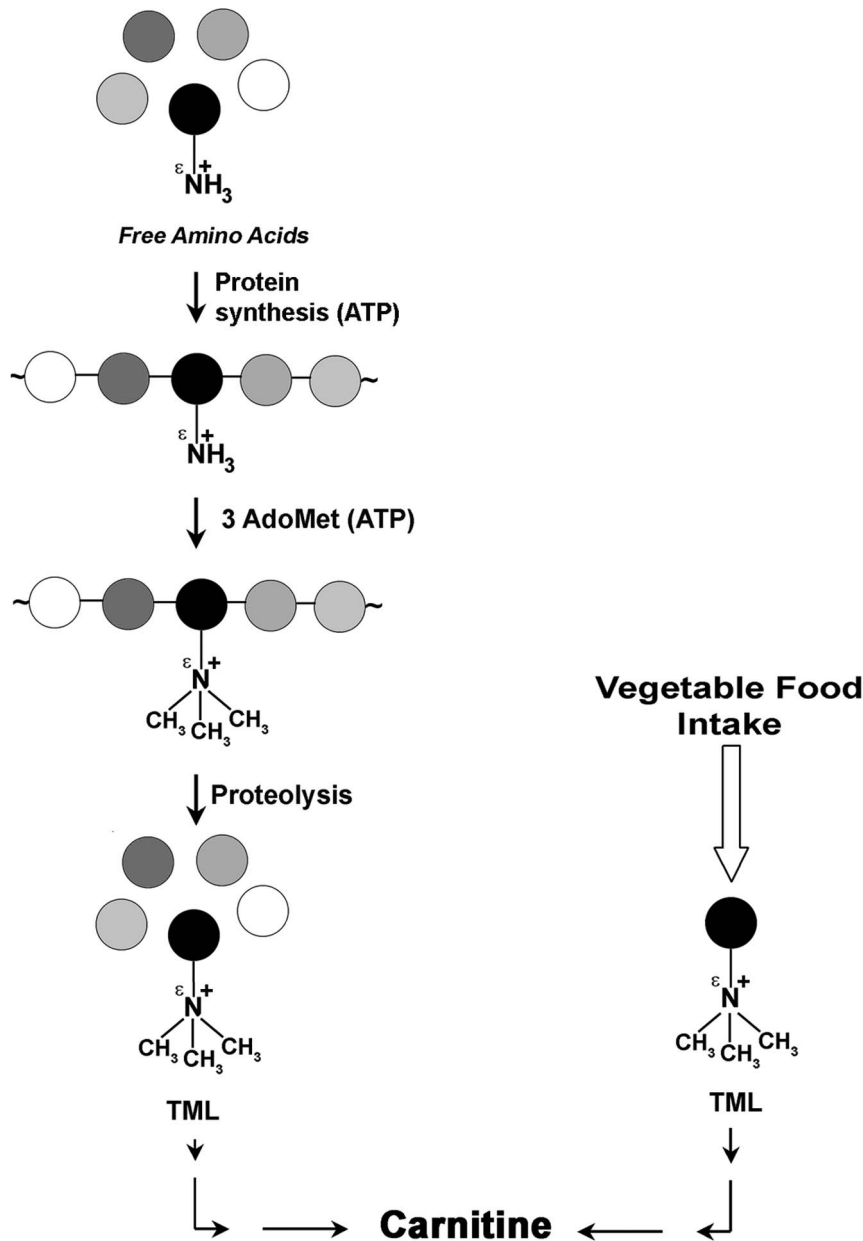 ε +
NH3
Free Amino Acids
Protein
synthesis (ATP)
~ ~
ε +
NH3
3 AdoMet (ATP)
~ ~
ε +
N
CH3 CH3 CH3
Proteolysis
ε +
N
CH3 CH3 CH3
TML
Vegetable Food
Intake
ε +
N
CH3 CH3 CH3
TML
Carnitine